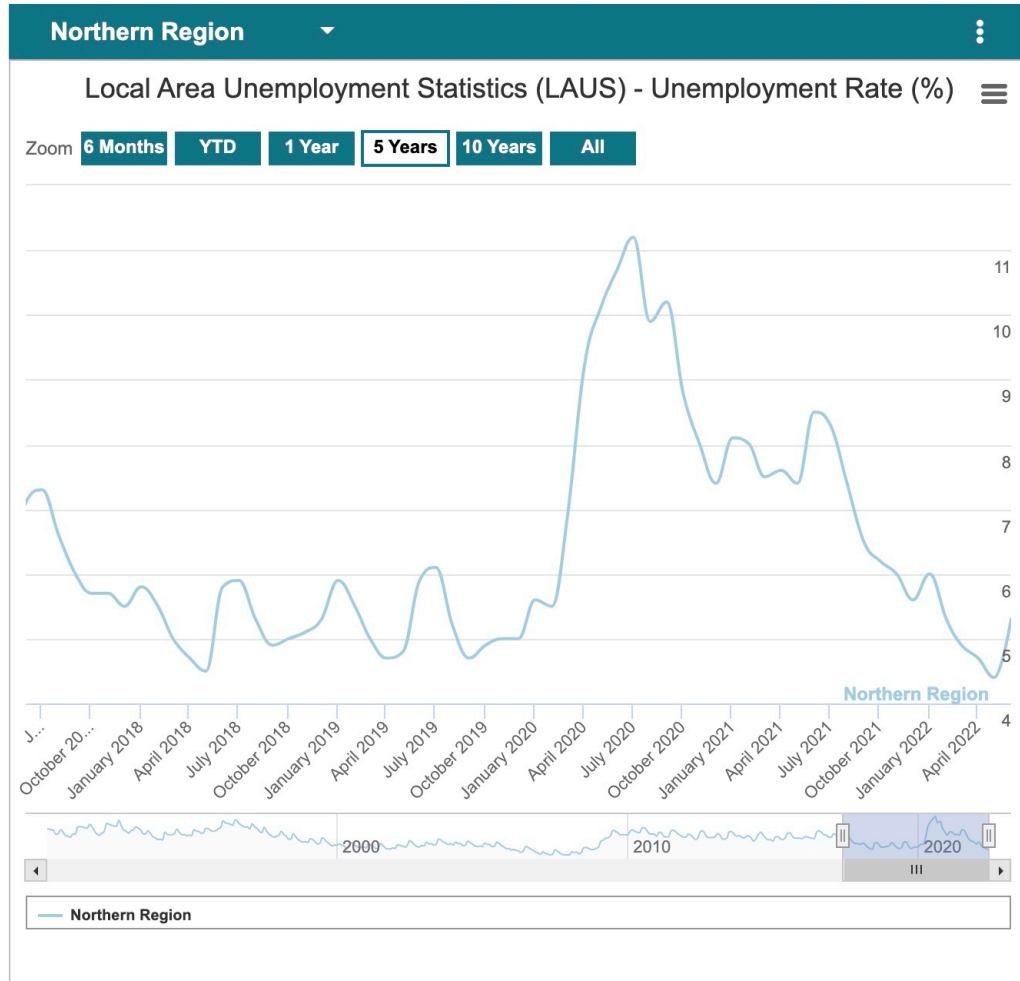 Northern Region
Local Area Unemployment Statistics (LAUS) - Unemployment Rate (%)
Zoom 6 Months YTD 1 Year 5 Years 10 Years All
11
10
9
8
7
6
5
Northern Region
4
J... October 20... January 2018 April 2018 July 2018 October 2018 January 2019 April 2019 July 2019 October 2019 January 2020 April 2020 July 2020 October 2020 January 2021 April 2021 July 2021 October 2021 January 2022 April 2022
2000 2010 2020
Northern Region